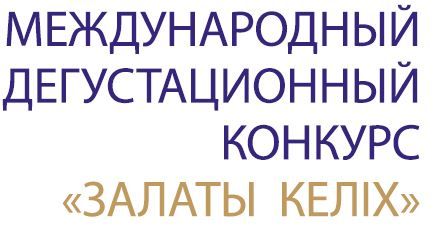 МЕЖДУНАРОДНЫЙ
ДЕГУСТАЦИОННЫЙ
КОНКУРС
«ЗАЛАТЫ КЕЛІХ»